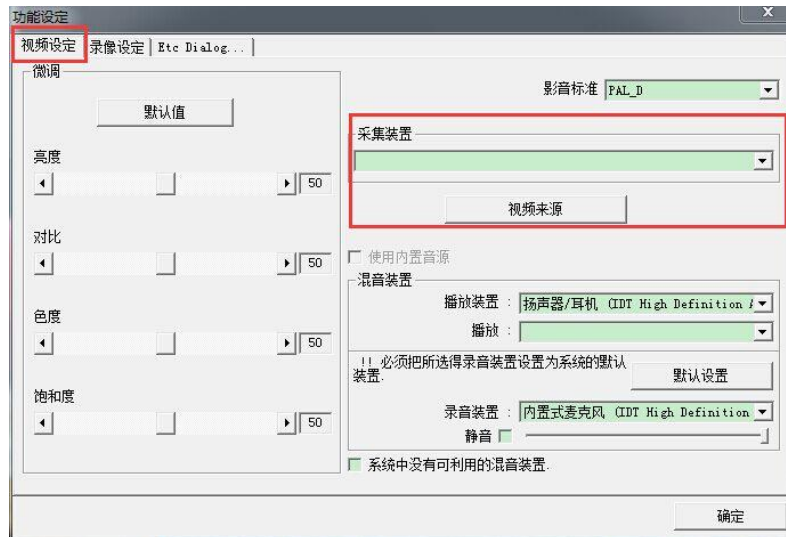 功能设定
视频设定 录像设定 Etc Dialog...
微调
默认值
亮度
50
对比
50
色度
50
饱和度
50
影音标准 PAL_D
采集装置
视频来源
使用内置音源
混音装置
播放装置 : 扬声器/耳机 (IDT High Definition
播放 :
!! 必须把所选得录音装置设置为系统的默认
装置.
默认设置
录音装置 : 内置式麦克风 (IDT High Definition
静音
系统中没有可利用的混音装置.
确定